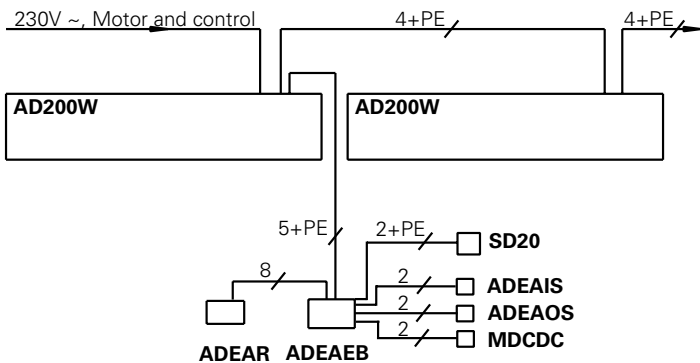 230V ~, Motor and control
4+PE
4+PE
AD200W
AD200W
5+PE
2+PE
SD20
8
2
ADEAIS
2
ADEAOS
2
MDCDC
ADEAR
ADEAEB